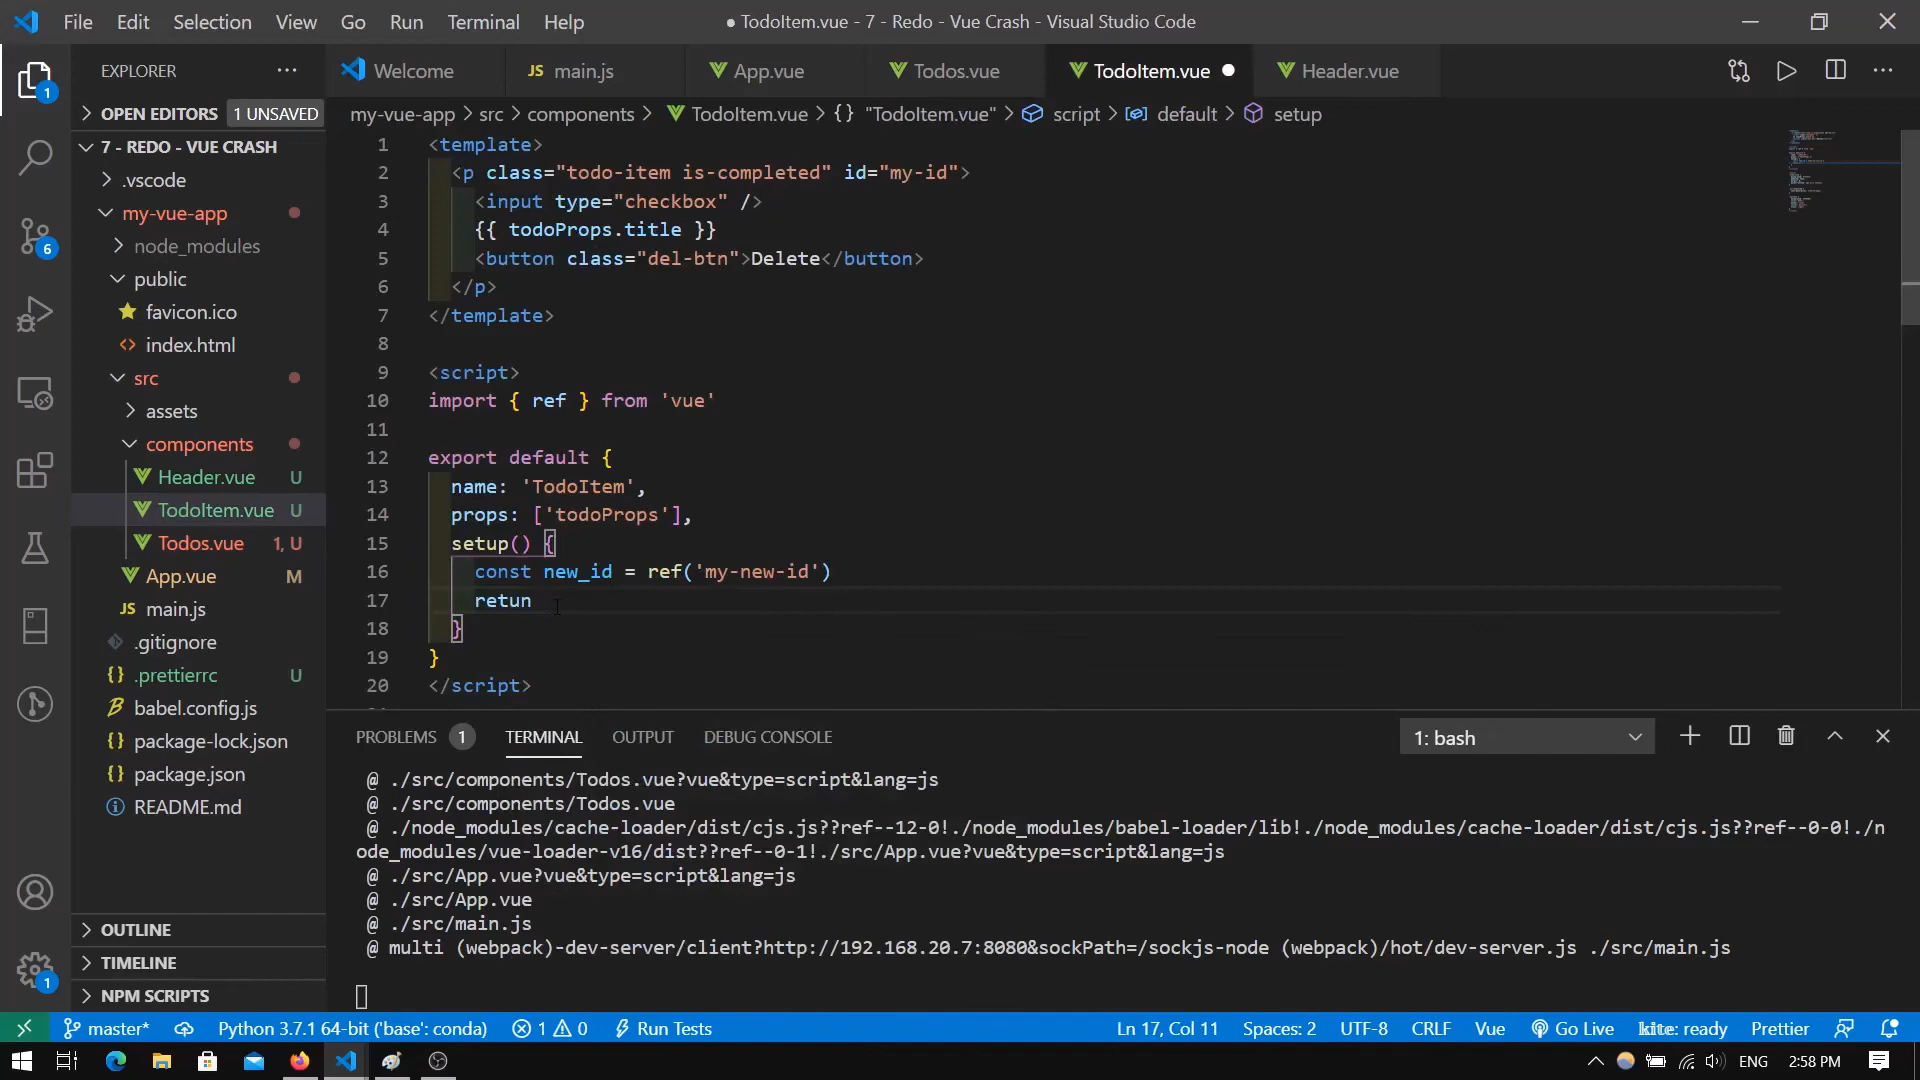 File Edit Selection View Go Run Terminal Help ● TodoItem.vue - 7 - Redo - Vue Crash - Visual Studio Code
EXPLORER
Welcome
JS main.js
App.vue
Todos.vue
TodoItem.vue
Header.vue
1
OPEN EDITORS 1 UNSAVED
my-vue-app > src > components > TodoItem.vue > {} "TodoItem.vue" > script > default > setup
7 - REDO - VUE CRASH
.vscode
my-vue-app
node_modules
public
favicon.ico
<> index.html
src
assets
components
Header.vue U
TodoItem.vue U
Todos.vue 1, U
App.vue M
JS main.js
.gitignore
{} .prettierrc U
babel.config.js
{} package-lock.json
{} package.json
README.md
OUTLINE
TIMELINE
NPM SCRIPTS
6
1
1 <template>
2 <p class="todo-item is-completed" id="my-id">
3 <input type="checkbox" />
4 {{ todoProps.title }}
5 <button class="del-btn">Delete</button>
6 </p>
7 </template>
8
9 <script>
10 import { ref } from 'vue'
11
12 export default {
13 name: 'TodoItem',
14 props: ['todoProps'],
15 setup() {
16 const new_id = ref('my-new-id')
17 retun
18 }
19 }
20 </script>
PROBLEMS 1 TERMINAL OUTPUT DEBUG CONSOLE 1: bash
@ ./src/components/Todos.vue?vue&type=script&lang=js
@ ./src/components/Todos.vue
@ ./node_modules/cache-loader/dist/cjs.js??ref--12-0!./node_modules/babel-loader/lib!./node_modules/cache-loader/dist/cjs.js??ref--0-0!./n
ode_modules/vue-loader-v16/dist??ref--0-1!./src/App.vue?vue&type=script&lang=js
@ ./src/App.vue?vue&type=script&lang=js
@ ./src/App.vue
@ ./src/main.js
@ multi (webpack)-dev-server/client?http://192.168.20.7:8080&sockPath=/sockjs-node (webpack)/hot/dev-server.js ./src/main.js
master* Python 3.7.1 64-bit ('base': conda) 1 0 Run Tests Ln 17, Col 11 Spaces: 2 UTF-8 CRLF Vue Go Live kite: ready Prettier
ENG 2:58 PM